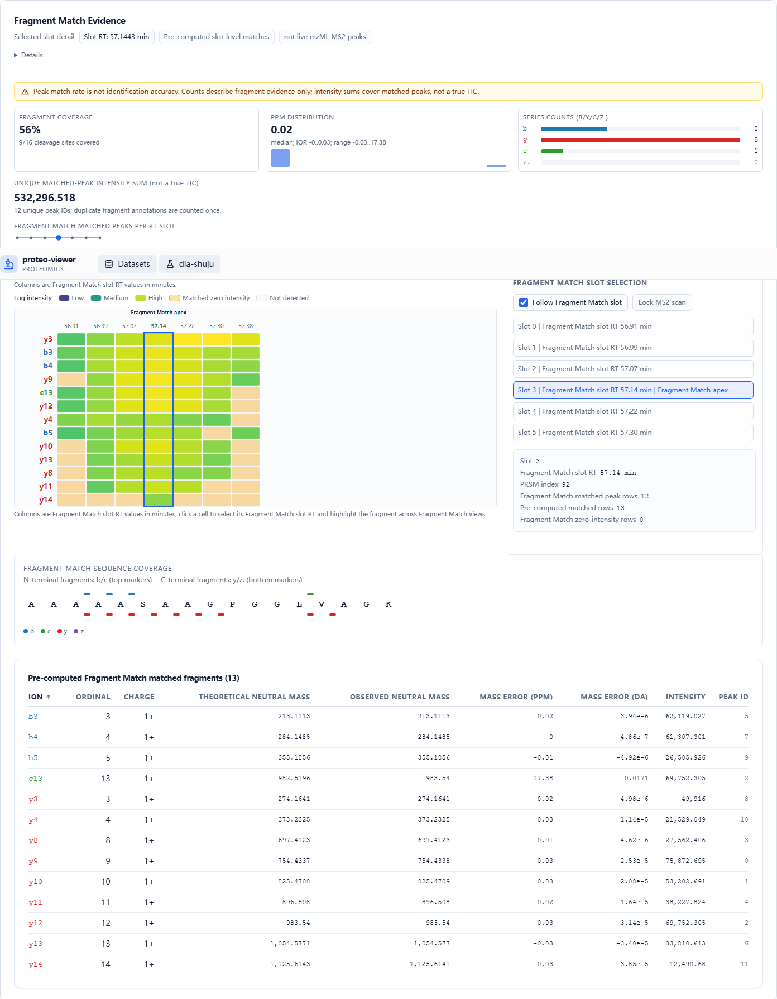 Fragment Match Evidence
Selected slot detail Slot RT: 57.1443 min Pre-computed slot-level matches not live mzML MS2 peaks
Details
Peak match rate is not identification accuracy. Counts describe fragment evidence only; intensity sums cover matched peaks, not a true TIC.
FRAGMENT COVERAGE
56%
9/16 cleavage sites covered
PPM DISTRIBUTION
0.02
median; IQR -0..0.03; range -0.03..17.38
SERIES COUNTS (B/Y/C/Z.)
b 3
y 9
c 1
z. 0
UNIQUE MATCHED-PEAK INTENSITY SUM (not a true TIC)
532,296.518
12 unique peak IDs; duplicate fragment annotations are counted once.
FRAGMENT MATCH MATCHED PEAKS PER RT SLOT
proteo-viewer
PROTEOMICS
Datasets dia-shuju
Columns are Fragment Match slot RT values in minutes.
Log intensity Low Medium High Matched zero intensity Not detected
Fragment Match apex
56.91 56.99 57.07 57.14 57.22 57.30 57.38
y3
b3
b4
y9
c13
y12
y4
b5
y10
y13
y8
y11
y14
Columns are Fragment Match slot RT values in minutes; click a cell to select its Fragment Match slot RT and highlight the fragment across Fragment Match views.
FRAGMENT MATCH SLOT SELECTION
Follow Fragment Match slot Lock MS2 scan
Slot 0 | Fragment Match slot RT 56.91 min
Slot 1 | Fragment Match slot RT 56.99 min
Slot 2 | Fragment Match slot RT 57.07 min
Slot 3 | Fragment Match slot RT 57.14 min | Fragment Match apex
Slot 4 | Fragment Match slot RT 57.22 min
Slot 5 | Fragment Match slot RT 57.30 min
Slot 3
Fragment Match slot RT 57.14 min
PRSM index 92
Fragment Match matched peak rows 12
Pre-computed matched rows 13
Fragment Match zero-intensity rows 0
FRAGMENT MATCH SEQUENCE COVERAGE
N-terminal fragments: b/c (top markers) C-terminal fragments: y/z. (bottom markers)
A A A A A S A A G P G G L V A G K
b c y z.
Pre-computed Fragment Match matched fragments (13)
ION ↑ ORDINAL CHARGE THEORETICAL NEUTRAL MASS OBSERVED NEUTRAL MASS MASS ERROR (PPM) MASS ERROR (DA) INTENSITY PEAK ID
b3 3 1+ 213.1113 213.1113 0.02 3.94e-6 62,119.027 5
b4 4 1+ 284.1485 284.1485 -0 -4.86e-7 61,307.301 7
b5 5 1+ 355.1856 355.1856 -0.01 -4.92e-6 26,505.926 9
c13 13 1+ 982.5196 983.54 17.38 0.0171 69,752.305 2
y3 3 1+ 274.1641 274.1641 0.02 4.98e-6 49,916 8
y4 4 1+ 373.2325 373.2325 0.03 1.14e-5 21,529.049 10
y8 8 1+ 697.4123 697.4123 0.01 4.62e-6 27,562.406 3
y9 9 1+ 754.4337 754.4338 0.03 2.53e-5 75,872.695 0
y10 10 1+ 825.4708 825.4709 0.03 2.08e-5 53,202.691 1
y11 11 1+ 896.508 896.508 0.02 1.64e-5 38,227.824 4
y12 12 1+ 983.54 983.54 0.03 3.14e-5 69,752.305 2
y13 13 1+ 1,054.5771 1,054.577 -0.03 -3.40e-5 33,810.613 6
y14 14 1+ 1,125.6143 1,125.6141 -0.03 -3.85e-5 12,490.68 11